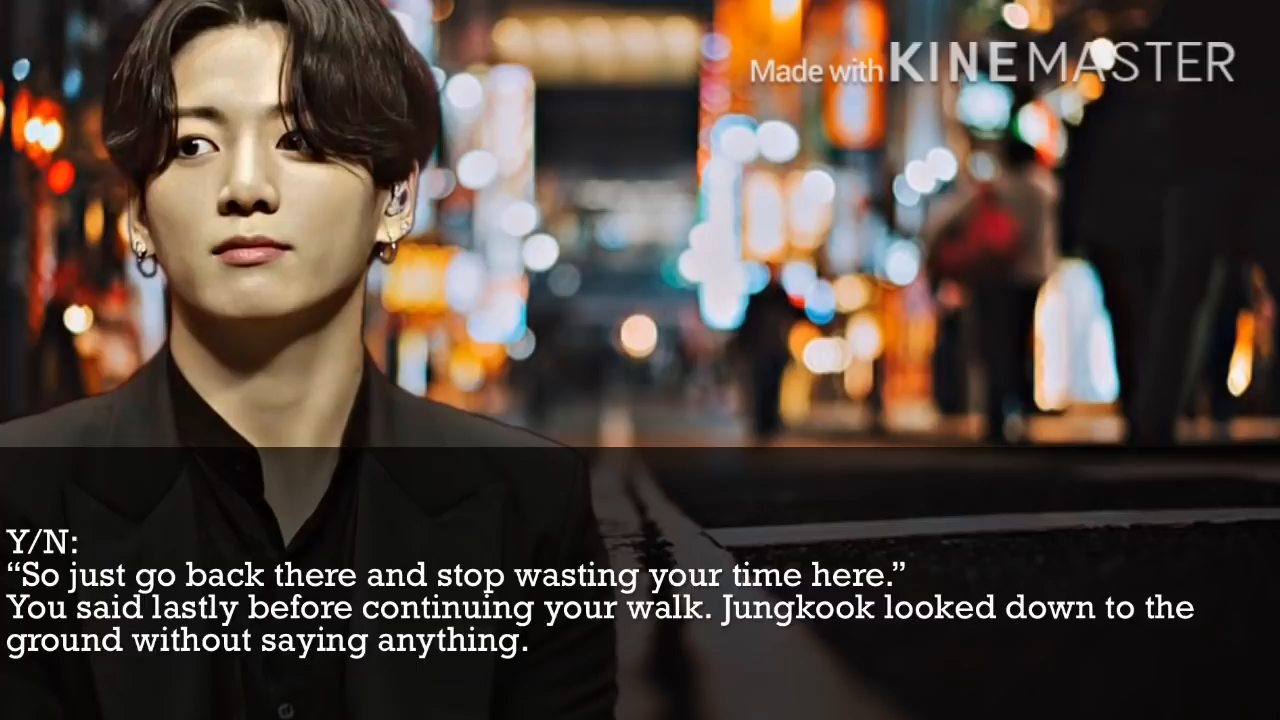 Made with KINEMASTER
Y/N:
“So just go back there and stop wasting your time here.”
You said lastly before continuing your walk. Jungkook looked down to the
ground without saying anything.